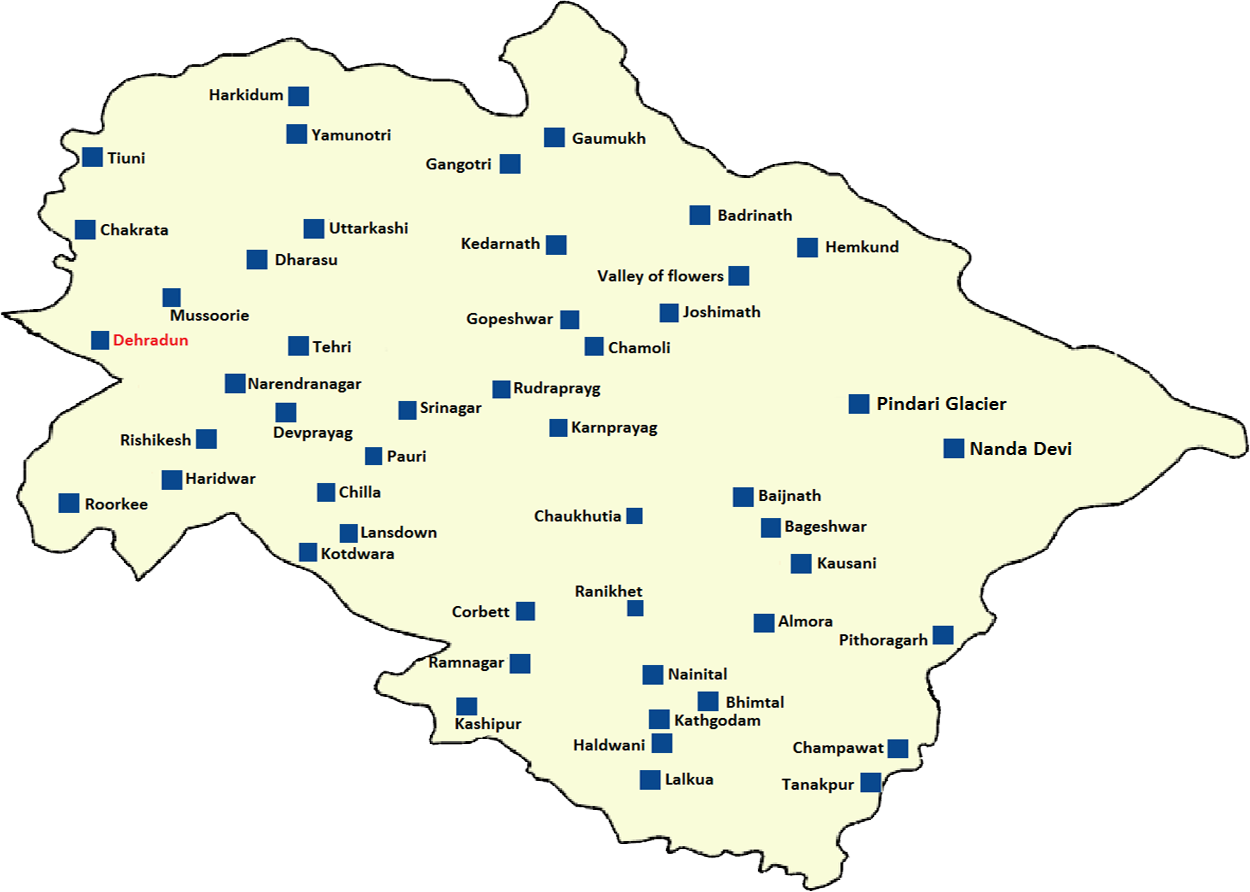 Harkidum
Yamunotri
Gaumukh
Tiuni
Gangotri
Badrinath
Chakrata
Uttarkashi
Kedarnath
Hemkund
Dharasu
Valley of flowers
Mussoorie
Joshimath
Gopeshwar
Dehradun
Tehri
Chamoli
Narendranagar
Rudraprayg
Srinagar
Pindari Glacier
Devprayag
Karnprayag
Rishikesh
Nanda Devi
Pauri
Haridwar
Chilla
Baijnath
Roorkee
Chaukhutia
Bageshwar
Lansdown
Kotdwara
Kausani
Ranikhet
Corbett
Almora
Pithoragarh
Ramnagar
Nainital
Bhimtal
Kashipur
Kathgodam
Haldwani
Champawat
Lalkua
Tanakpur